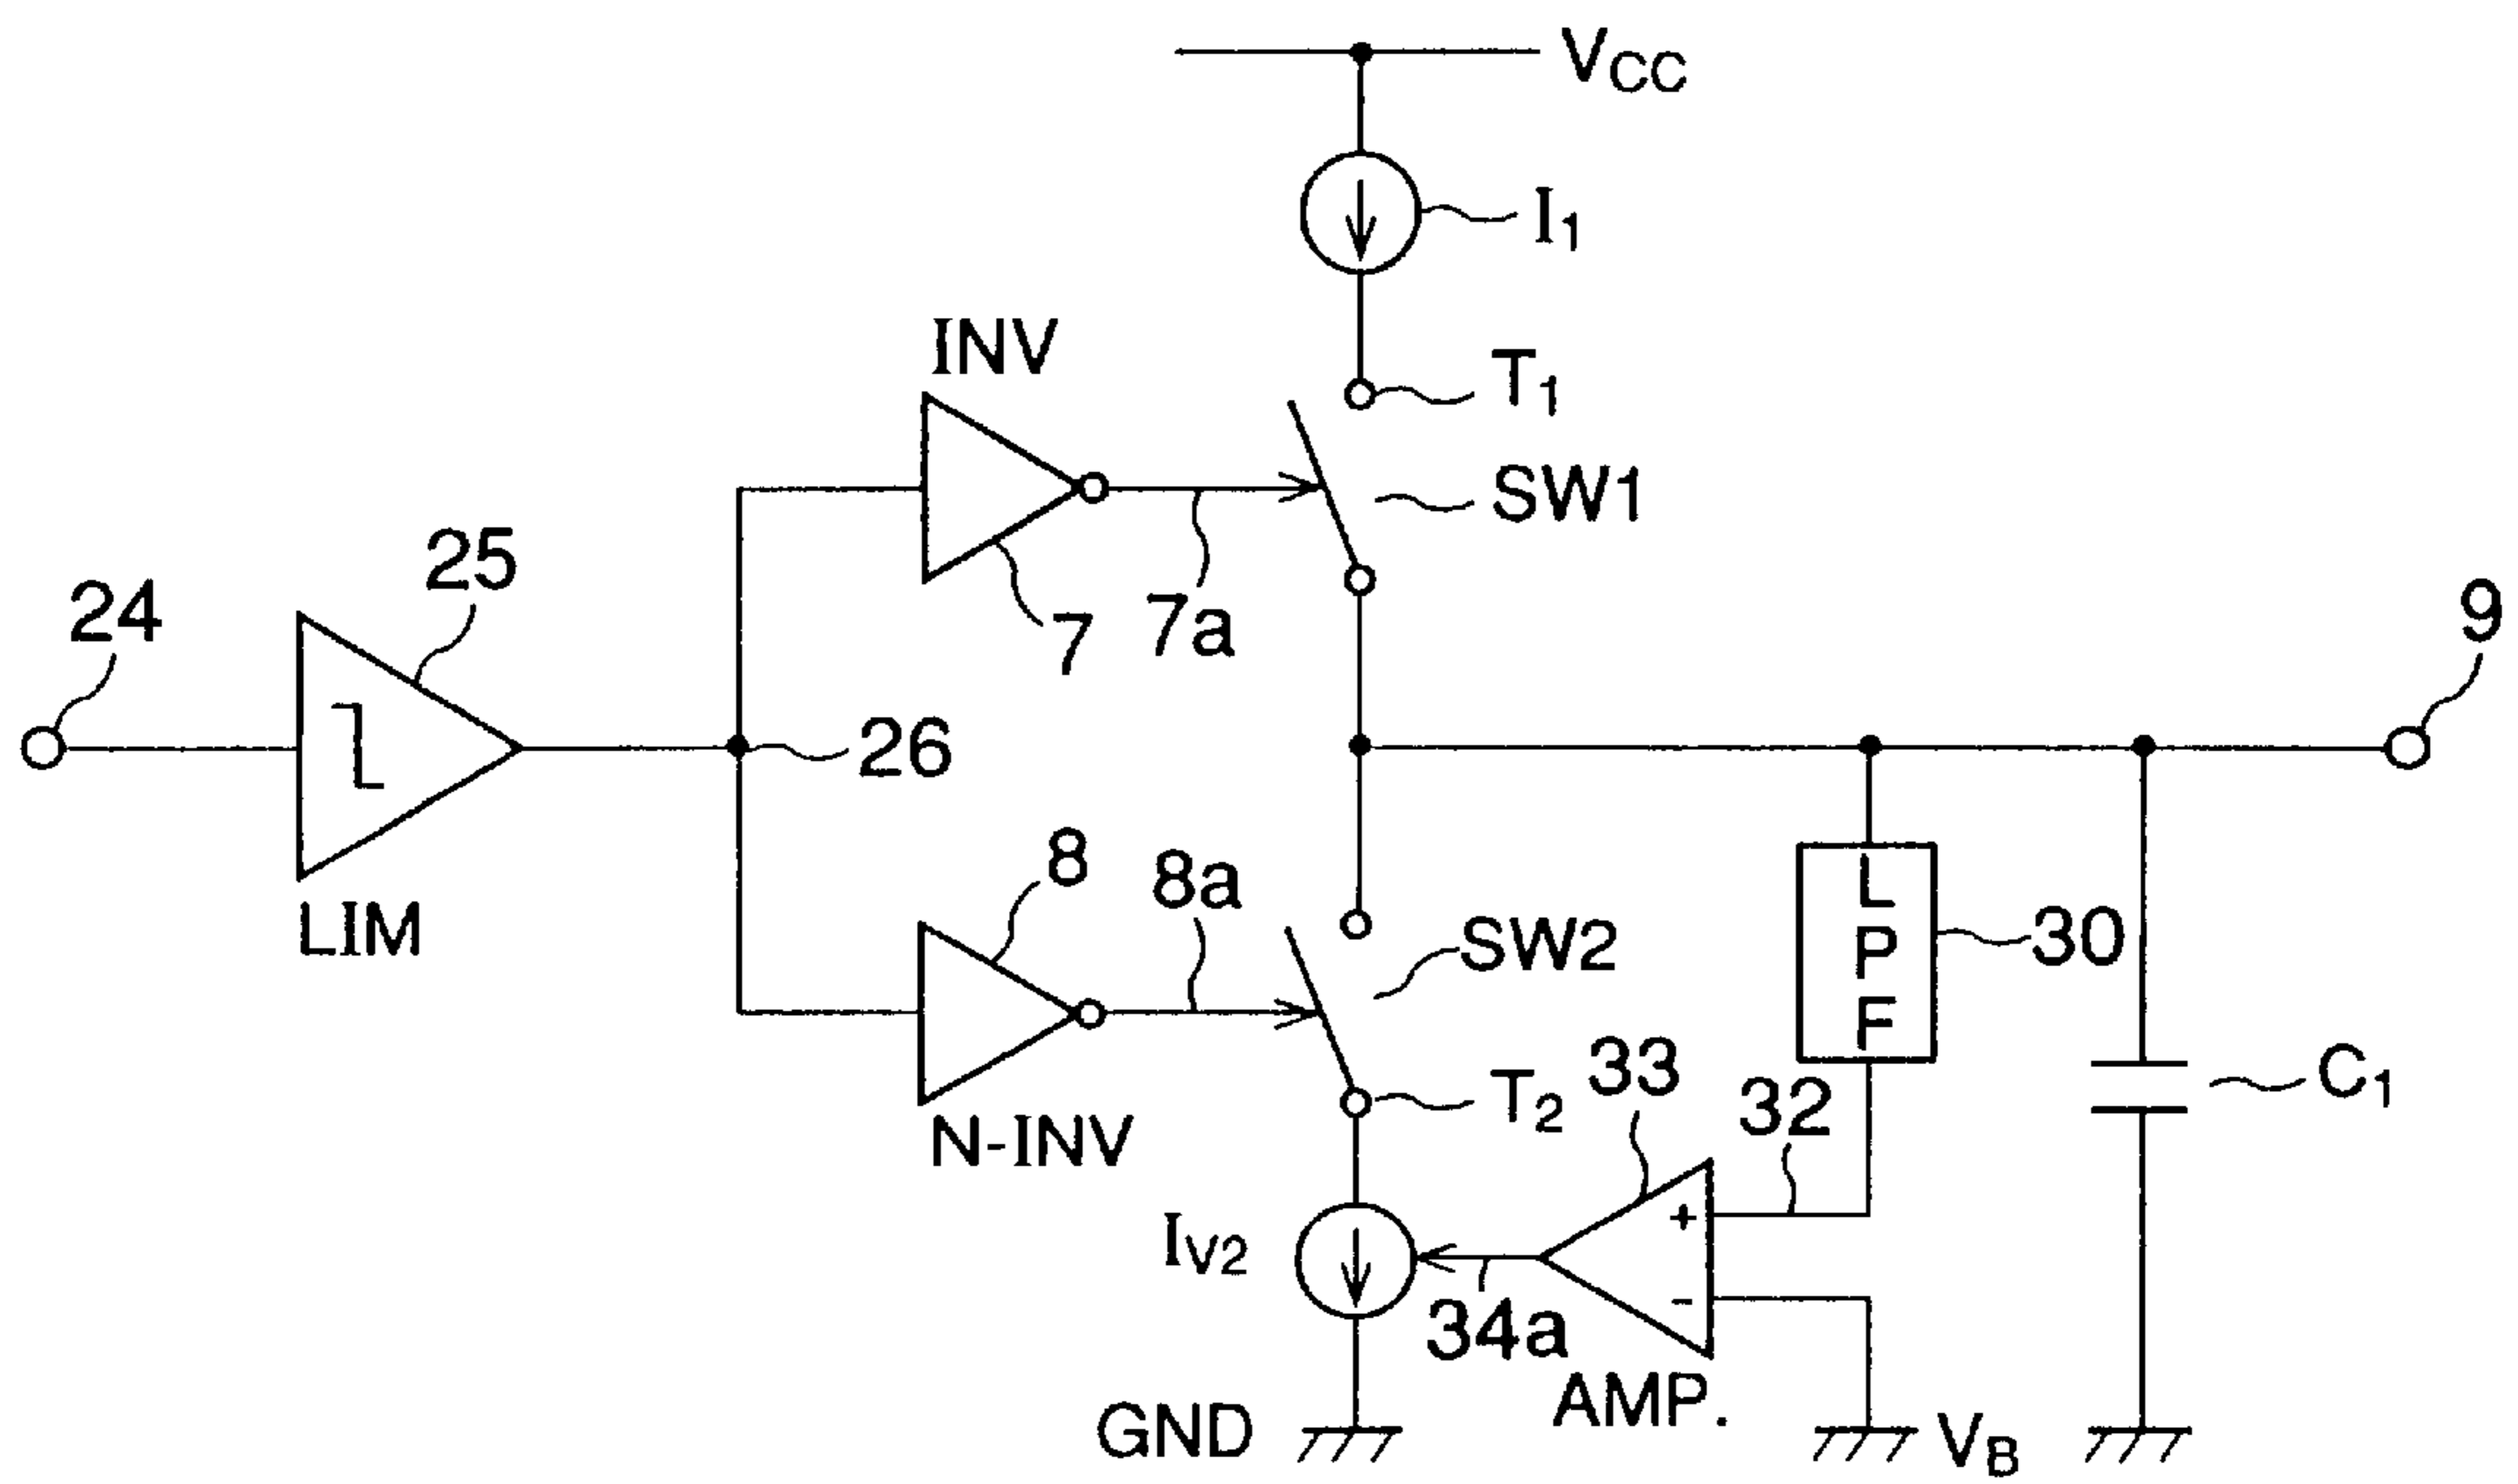 VCC
I1
INV
T1
SW1
25
24
7
7a
9
26
8
8a
SW2
L
P
F
30
LIM
33
32
C1
T2
N-INV
+
IV2
-
34a
AMP.
GND
VB